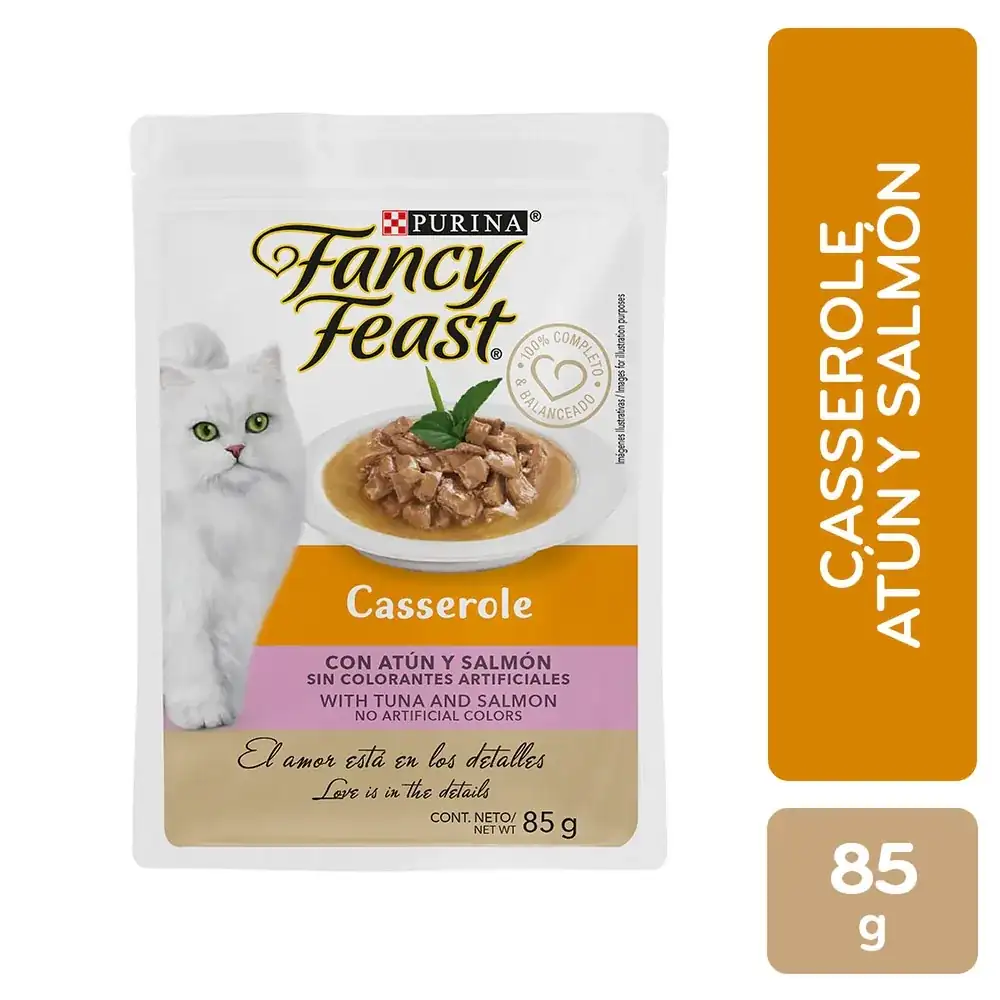 PURINA®
Fancy
Feast®
100% COMPLETO
& BALANCEADO
Imágenes Ilustrativas / Images for illustration purposes
Casserole
CON ATÚN Y SALMÓN
SIN COLORANTES ARTIFICIALES
WITH TUNA AND SALMON
NO ARTIFICIAL COLORS
El amor está en los detalles
Love is in the details
CONT. NETO/
NET WT 85 g
CASSEROLE,
ATÚN Y SALMÓN
85
g